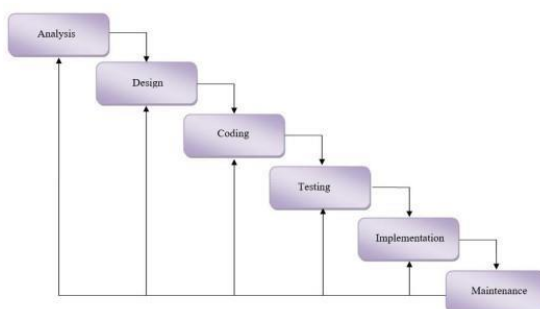 Analysis
Design
Coding
Testing
Implementation
Maintenance